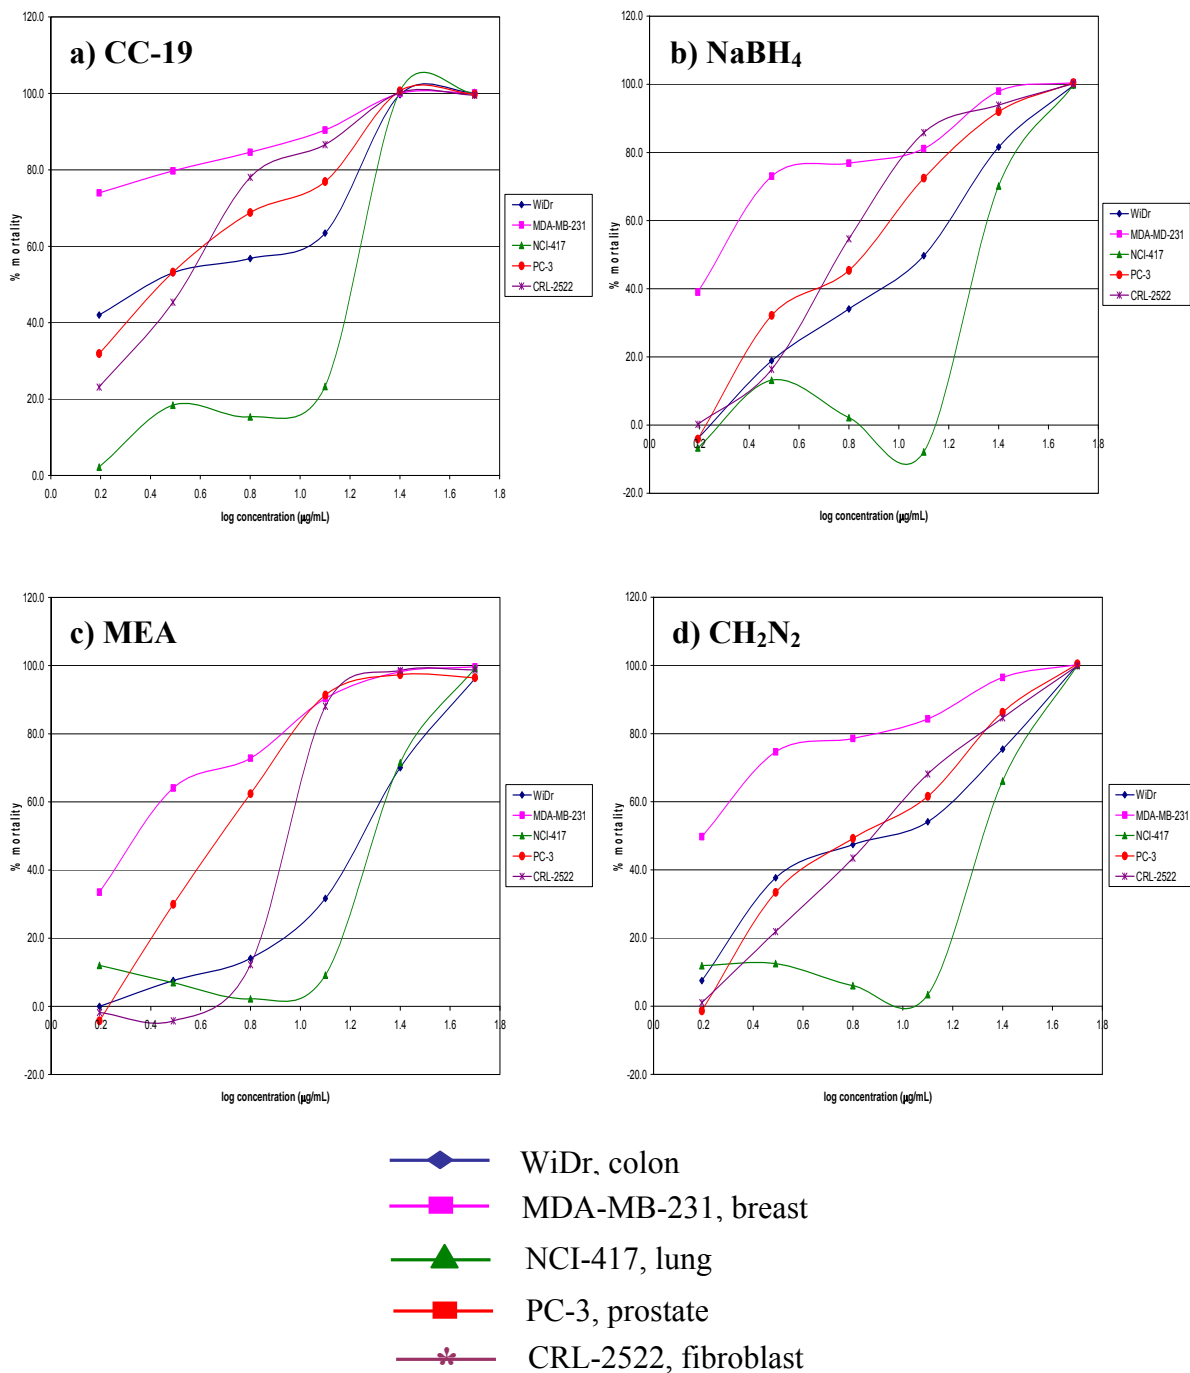 a) CC-19
120.0
100.0
80.0
60.0
40.0
20.0
0.0
% mortality
0.0 0.2 0.4 0.6 0.8 1.0 1.2 1.4 1.6 1.8
log concentration (µg/mL)
WiDr
MDA-MB-231
NCI-417
PC-3
CRL-2522
b) NaBH₄
120.0
100.0
80.0
60.0
40.0
20.0
0.0
-20.0
% mortality
0.0 0.2 0.4 0.6 0.8 1.0 1.2 1.4 1.6 1.8
log concentration (µg/mL)
WiDr
MDA-MD-231
NCI-417
PC-3
CRL-2522
c) MEA
120.0
100.0
80.0
60.0
40.0
20.0
0.0
-20.0
% mortality
0.0 0.2 0.4 0.6 0.8 1.0 1.2 1.4 1.6 1.8
log concentration (µg/mL)
WiDr
MDA-MB-231
NCI-417
PC-3
CRL-2522
d) CH₂N₂
120.0
100.0
80.0
60.0
40.0
20.0
0.0
-20.0
% mortality
0.0 0.2 0.4 0.6 0.8 1.0 1.2 1.4 1.6 1.8
log concentration (µg/mL)
WiDr
MDA-MB-231
NCI-417
PC-3
CRL-2522
WiDr, colon
MDA-MB-231, breast
NCI-417, lung
PC-3, prostate
CRL-2522, fibroblast